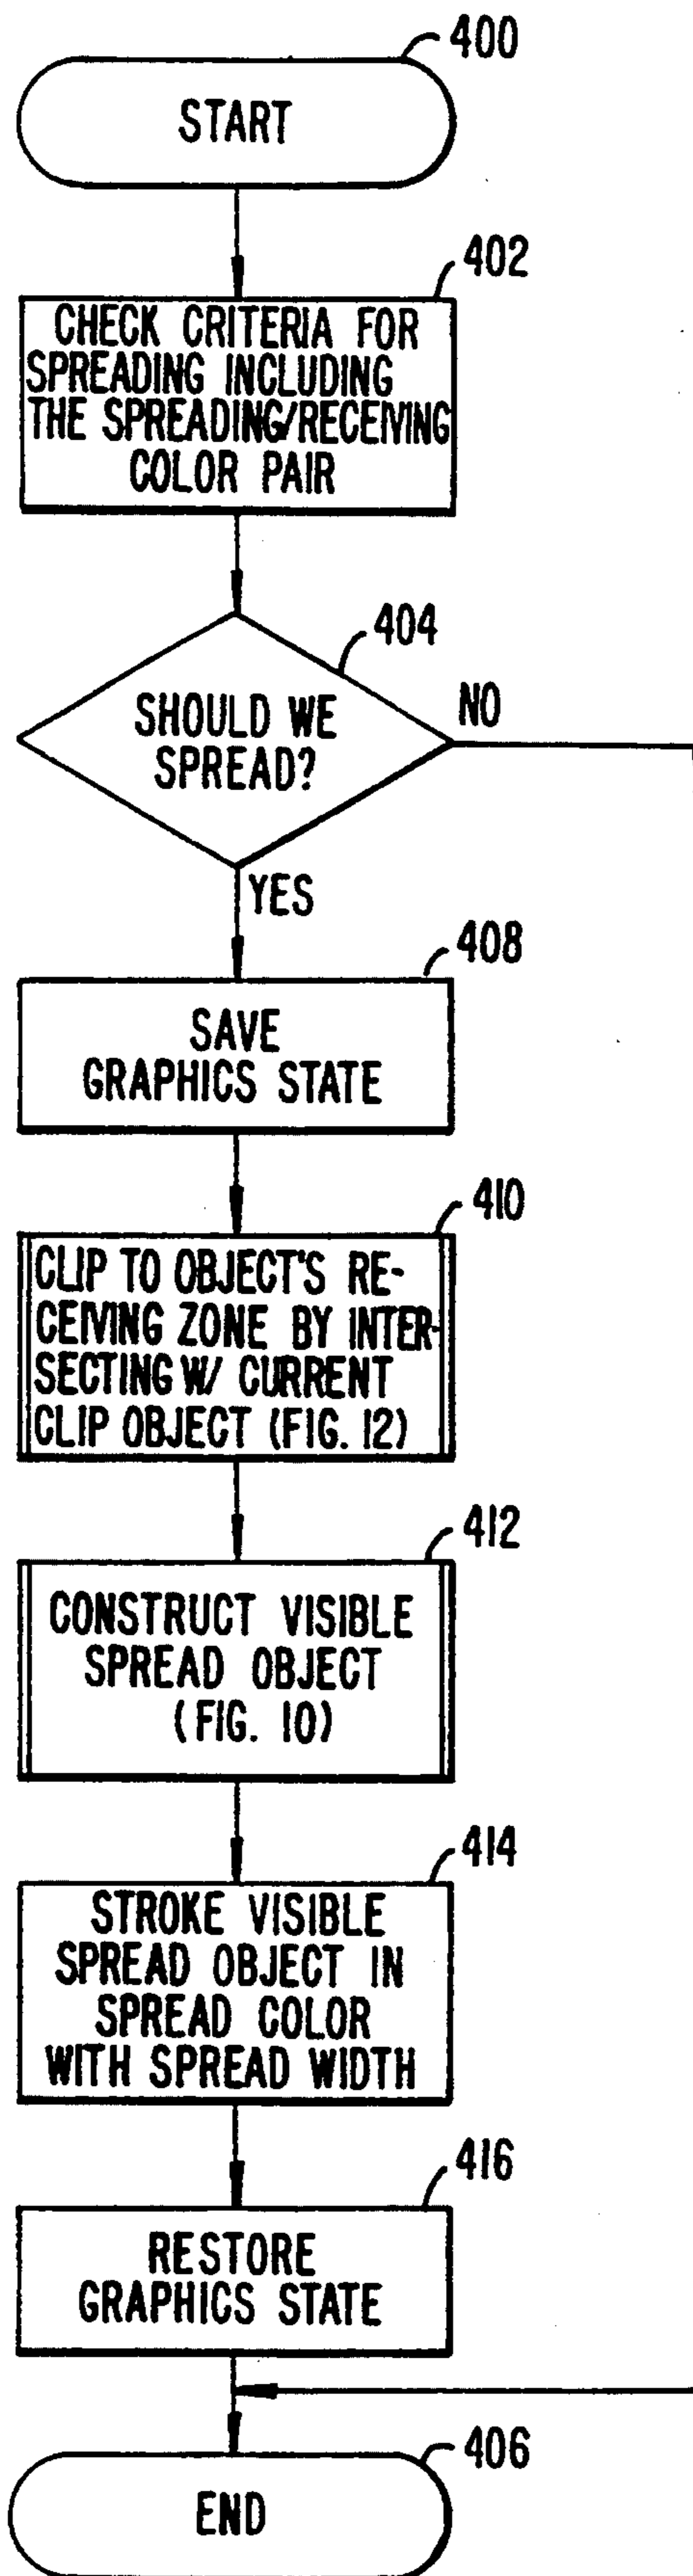 400
START
402
CHECK CRITERIA FOR
SPREADING INCLUDING
THE SPREADING/RECEIVING
COLOR PAIR
404
SHOULD WE
SPREAD?
NO
YES
408
SAVE
GRAPHICS STATE
410
CLIP TO OBJECT'S RE-
CEIVING ZONE BY INTER-
SECTING W/ CURRENT
CLIP OBJECT (FIG. 12)
412
CONSTRUCT VISIBLE
SPREAD OBJECT
(FIG. 10)
414
STROKE VISIBLE
SPREAD OBJECT IN
SPREAD COLOR
WITH SPREAD WIDTH
416
RESTORE
GRAPHICS STATE
406
END